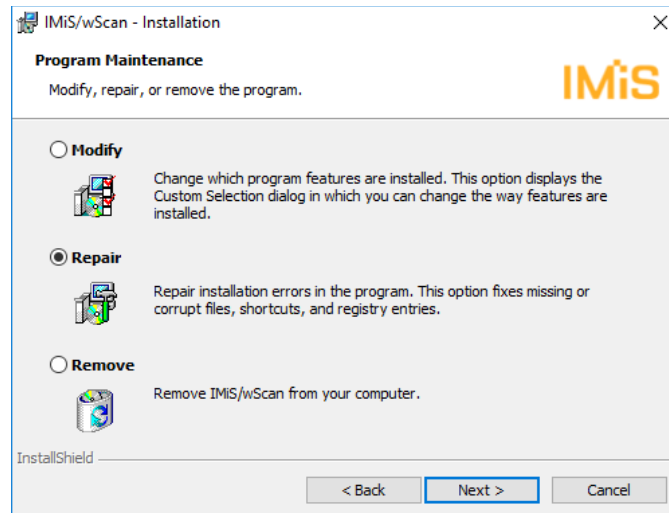 IMiS/wScan - Installation
Program Maintenance
Modify, repair, or remove the program.
IMiS
Modify
Change which program features are installed. This option displays the
Custom Selection dialog in which you can change the way features are
installed.
Repair
Repair installation errors in the program. This option fixes missing or
corrupt files, shortcuts, and registry entries.
Remove
Remove IMiS/wScan from your computer.
InstallShield
< Back
Next >
Cancel